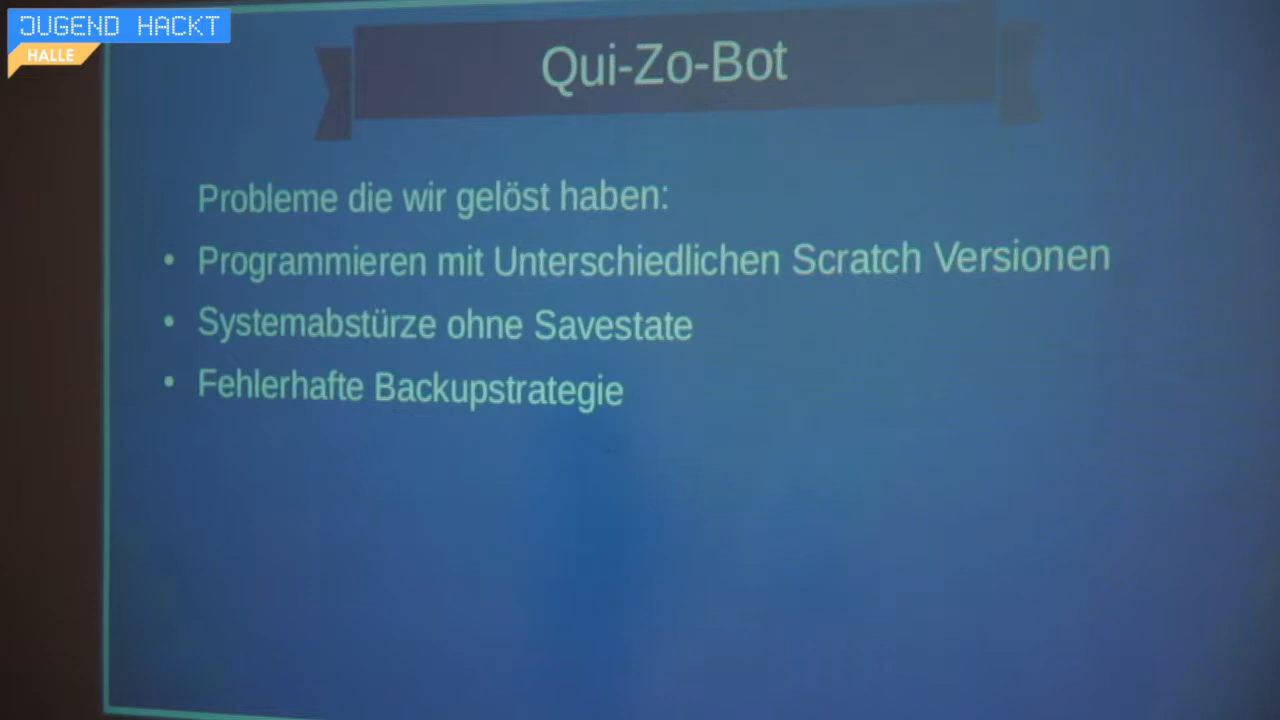 JUGEND HACKT
HALLE
Qui-Zo-Bot
Probleme die wir gelöst haben:
• Programmieren mit Unterschiedlichen Scratch Versionen
• Systemabstürze ohne Savestate
• Fehlerhafte Backupstrategie